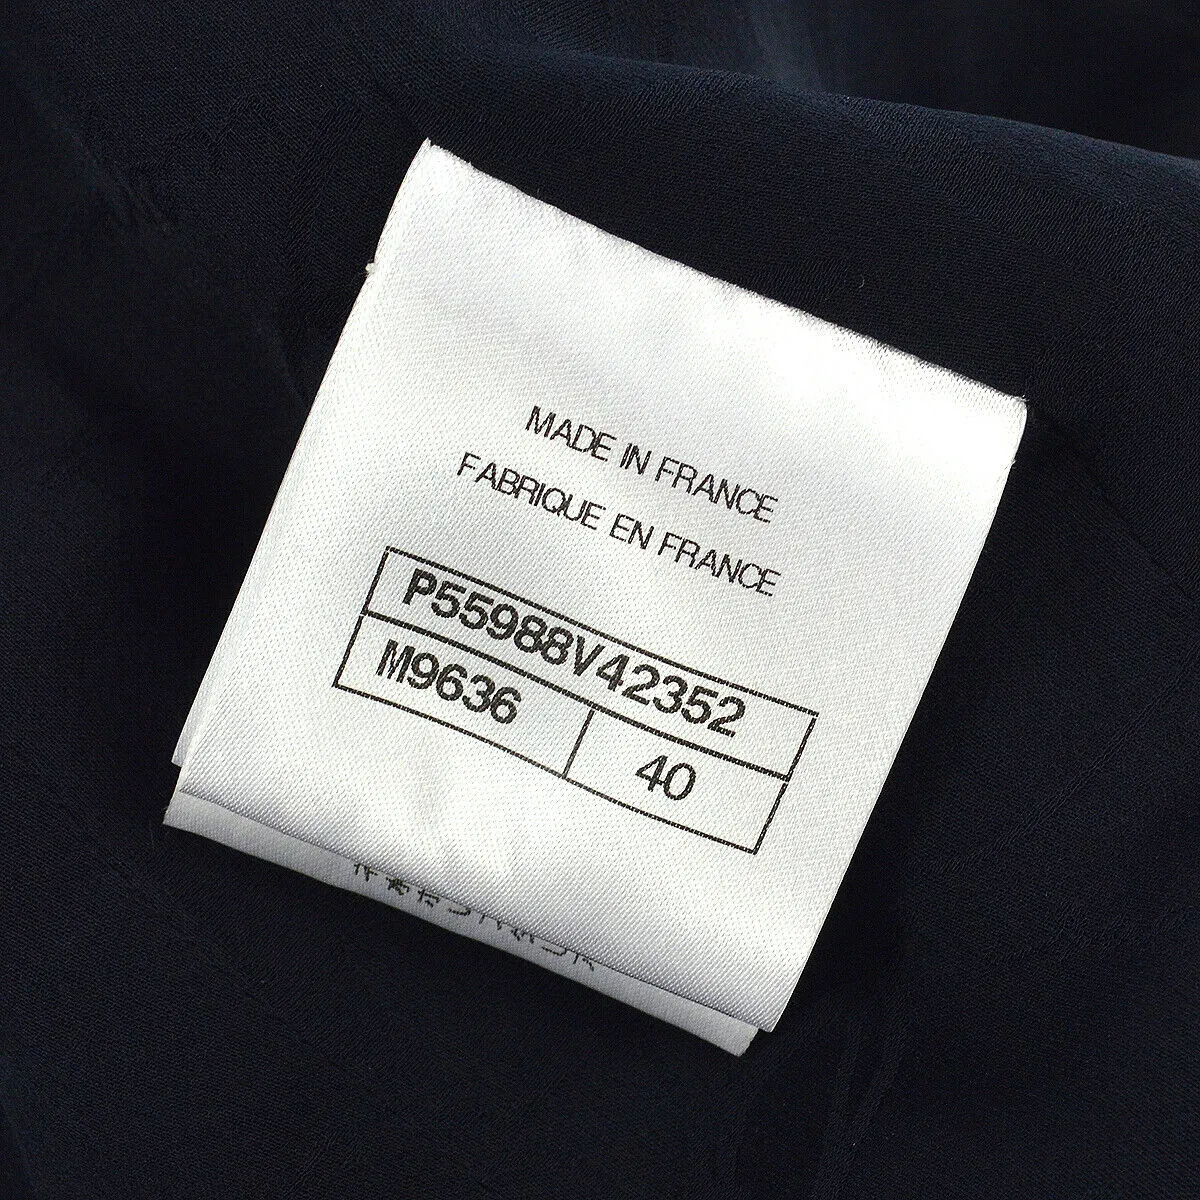 MADE IN FRANCE
FABRIQUE EN FRANCE
P55988V42352
M9636
40